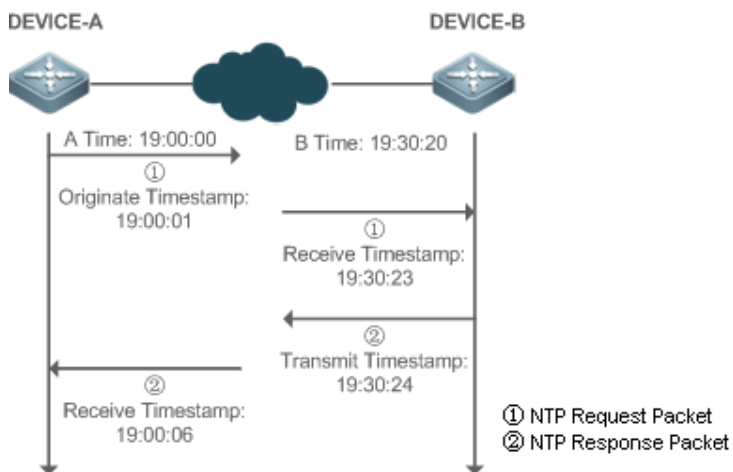 DEVICE-A
DEVICE-B
A Time: 19:00:00
B Time: 19:30:20
①
Originate Timestamp:
19:00:01
①
Receive Timestamp:
19:30:23
②
Transmit Timestamp:
19:30:24
②
Receive Timestamp:
19:00:06
① NTP Request Packet
② NTP Response Packet